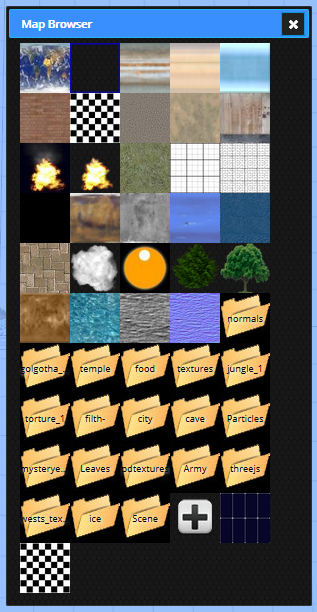 Map Browser
normals
golgotha_..
temple
food
textures
jungle_1
torture_1
filth-
city
cave
Particles
mysterye..
Leaves
odtextures
Army
threejs
wests_tex..
ice
Scene